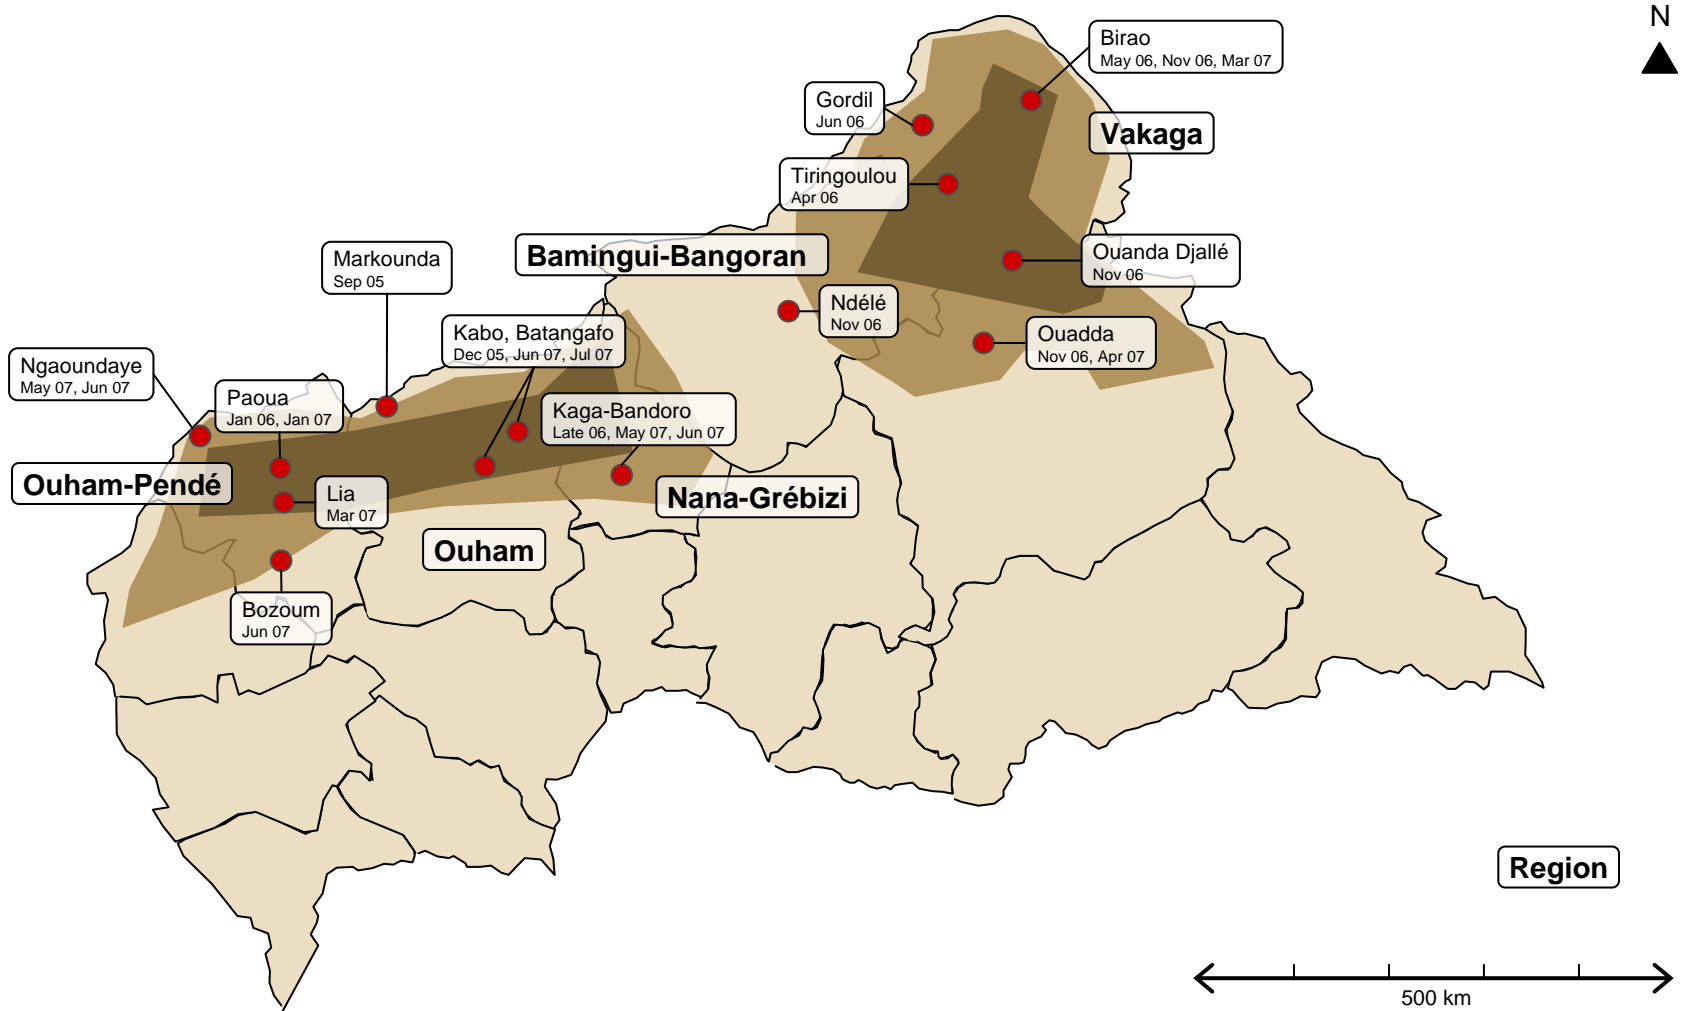 N
Birao
May 06, Nov 06, Mar 07
Gordil
Jun 06
Vakaga
Tiringoulou
Apr 06
Bamingui-Bangoran
Ouanda Djallé
Nov 06
Markounda
Sep 05
Ndélé
Nov 06
Kabo, Batangafo
Dec 05, Jun 07, Jul 07
Ouadda
Nov 06, Apr 07
Ngaoundaye
May 07, Jun 07
Paoua
Jan 06, Jan 07
Kaga-Bandoro
Late 06, May 07, Jun 07
Ouham-Pendé
Lia
Mar 07
Nana-Grébizi
Ouham
Bozoum
Jun 07
Region
500 km